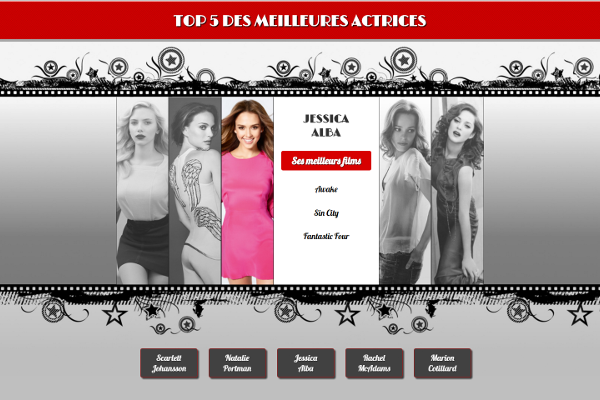 TOP 5 DES MEILLEURES ACTRICES
JESSICA
ALBA
Ses meilleurs films
Awake
Sin City
Fantastic Four
Scarlett
Johansson
Natalie
Portman
Jessica
Alba
Rachel
McAdams
Marion
Cotillard